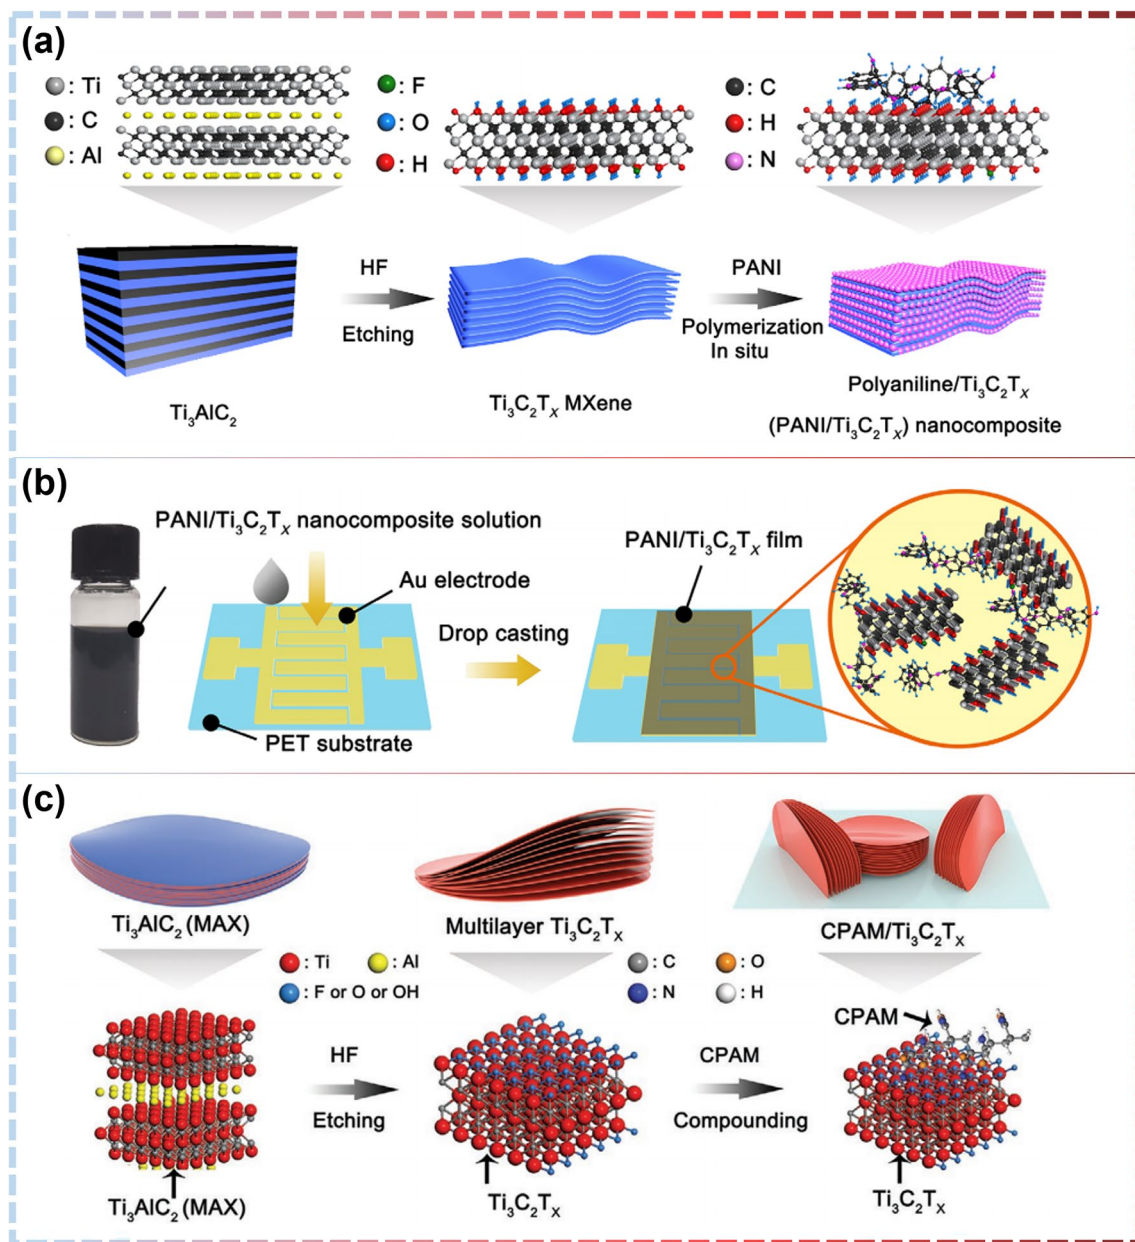 (a)
: Ti
: C
: Al
: F
: O
: H
: C
: H
: N
HF
Etching
PANI
Polymerization
In situ
Ti₃AlC₂
Ti₃C₂Tₓ MXene
Polyaniline/Ti₃C₂Tₓ
(PANI/Ti₃C₂Tₓ) nanocomposite
(b)
PANI/Ti₃C₂Tₓ nanocomposite solution
Au electrode
PET substrate
Drop casting
PANI/Ti₃C₂Tₓ film
(c)
Ti₃AlC₂ (MAX)
Multilayer Ti₃C₂Tₓ
CPAM/Ti₃C₂Tₓ
: Ti
: Al
: F or O or OH
: C
: O
: N
: H
HF
Etching
CPAM
Compounding
CPAM
Ti₃AlC₂ (MAX)
Ti₃C₂Tₓ
Ti₃C₂Tₓ